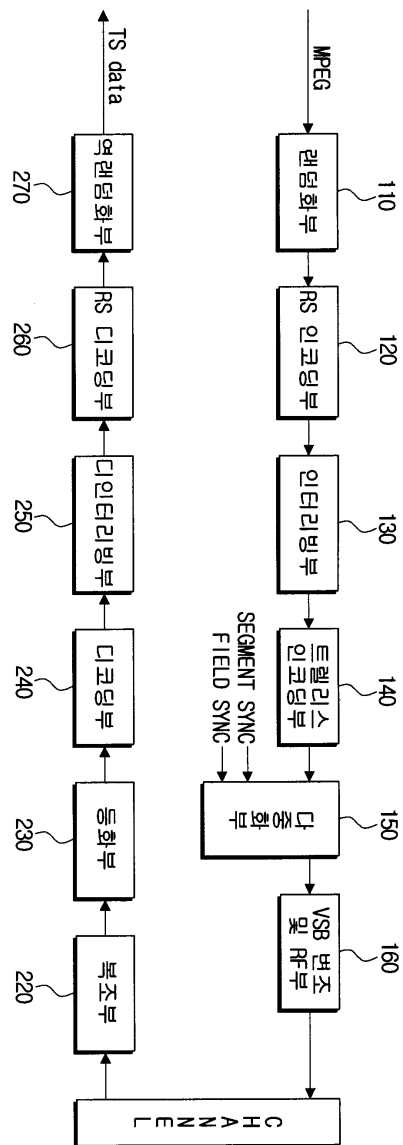 MPEG
랜덤화부
110
RS 인코딩부
120
인터리빙부
130
트렐리스
인코딩부
140
SEGMENT SYNC
FIELD SYNC
다중화부
150
VSB 변조
및 RF부
160
CHANNEL
TS data
역랜덤화부
270
RS 디코딩부
260
디인터리빙부
250
디코딩부
240
등화부
230
복조부
220